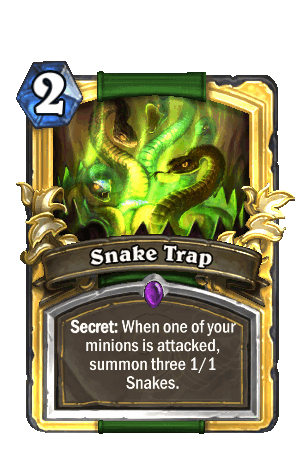 2
Snake Trap
Secret: When one of your
minions is attacked,
summon three 1/1
Snakes.